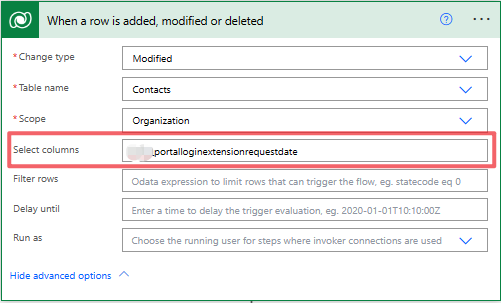 When a row is added, modified or deleted
* Change type
Modified
* Table name
Contacts
* Scope
Organization
Select columns
portalloginextensionrequestdate
Filter rows
Odata expression to limit rows that can trigger the flow, eg. statecode eq 0
Delay until
Enter a time to delay the trigger evaluation, eg. 2020-01-01T10:10:00Z
Run as
Choose the running user for steps where invoker connections are used
Hide advanced options